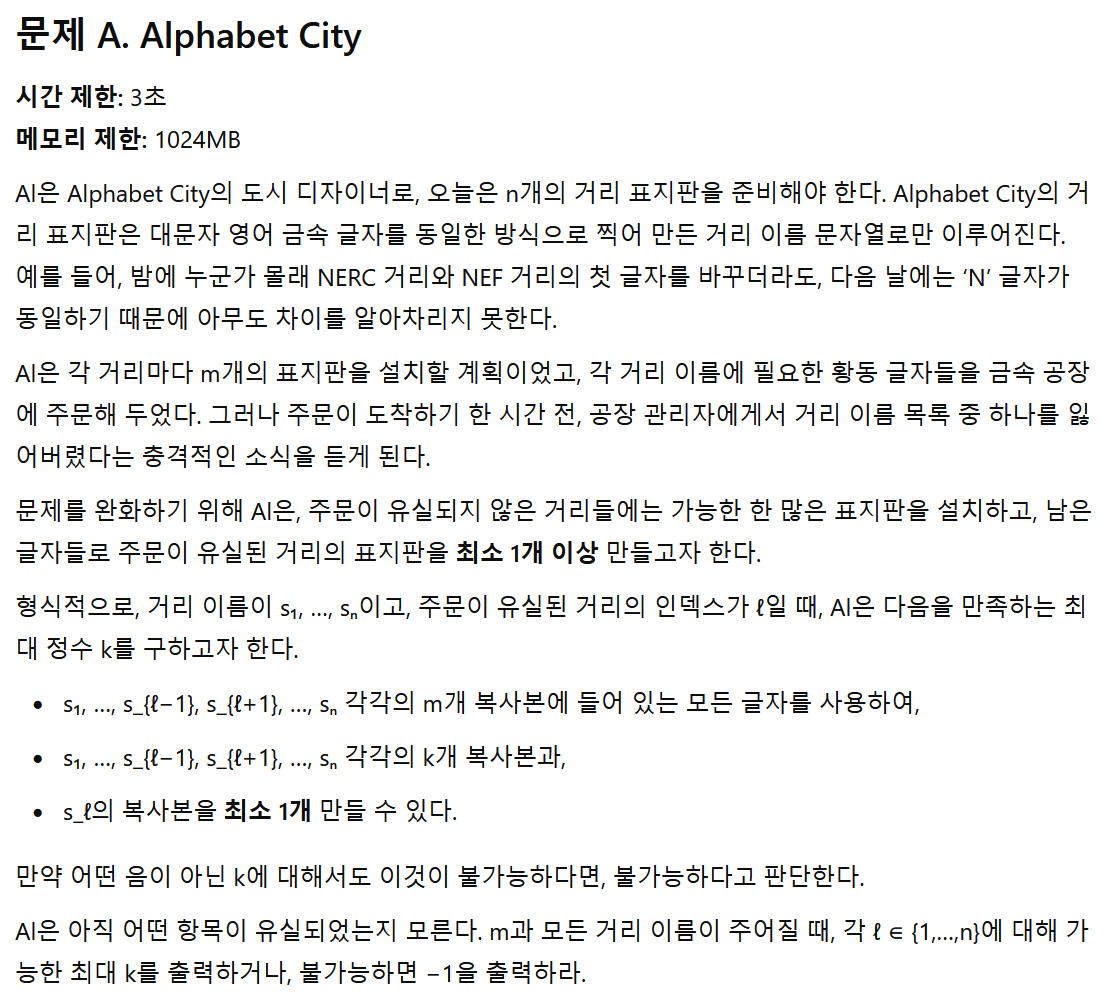 문제 A. Alphabet City
시간 제한: 3초
메모리 제한: 1024MB
Al은 Alphabet City의 도시 디자이너로, 오늘은 n개의 거리 표지판을 준비해야 한다. Alphabet City의 거
리 표지판은 대문자 영어 금속 글자를 동일한 방식으로 찍어 만든 거리 이름 문자열로만 이루어진다.
예를 들어, 밤에 누군가 몰래 NERC 거리와 NEF 거리의 첫 글자를 바꾸더라도, 다음 날에는 ‘N’ 글자가
동일하기 때문에 아무도 차이를 알아차리지 못한다.
Al은 각 거리마다 m개의 표지판을 설치할 계획이었고, 각 거리 이름에 필요한 황동 글자들을 금속 공장
에 주문해 두었다. 그러나 주문이 도착하기 한 시간 전, 공장 관리자에게서 거리 이름 목록 중 하나를 잃
어버렸다는 충격적인 소식을 듣게 된다.
문제를 완화하기 위해 Al은, 주문이 유실되지 않은 거리들에는 가능한 한 많은 표지판을 설치하고, 남은
글자들로 주문이 유실된 거리의 표지판을 최소 1개 이상 만들고자 한다.
형식적으로, 거리 이름이 s₁, …, sₙ이고, 주문이 유실된 거리의 인덱스가 ℓ일 때, Al은 다음을 만족하는 최
대 정수 k를 구하고자 한다.
• s₁, …, s_{ℓ−1}, s_{ℓ+1}, …, sₙ 각각의 m개 복사본에 들어 있는 모든 글자를 사용하여,
• s₁, …, s_{ℓ−1}, s_{ℓ+1}, …, sₙ 각각의 k개 복사본과,
• s_ℓ의 복사본을 최소 1개 만들 수 있다.
만약 어떤 음이 아닌 k에 대해서도 이것이 불가능하다면, 불가능하다고 판단한다.
Al은 아직 어떤 항목이 유실되었는지 모른다. m과 모든 거리 이름이 주어질 때, 각 ℓ ∈ {1,…,n}에 대해 가
능한 최대 k를 출력하거나, 불가능하면 −1을 출력하라.